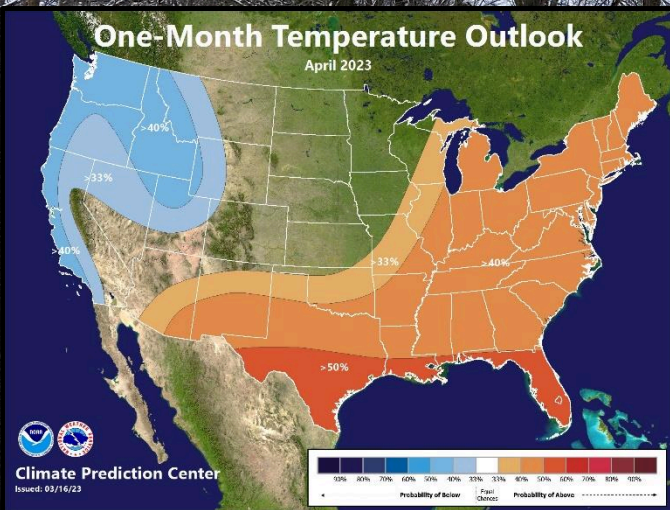 One-Month Temperature Outlook
April 2023
>40%
>33%
>40%
>33%
>40%
>50%
NOAA
Climate Prediction Center
Issued: 03/16/23
90% 80% 70% 60% 50% 40% 33% 33% 40% 50% 60% 70% 80% 90%
Probability of Below Equal Chances Probability of Above